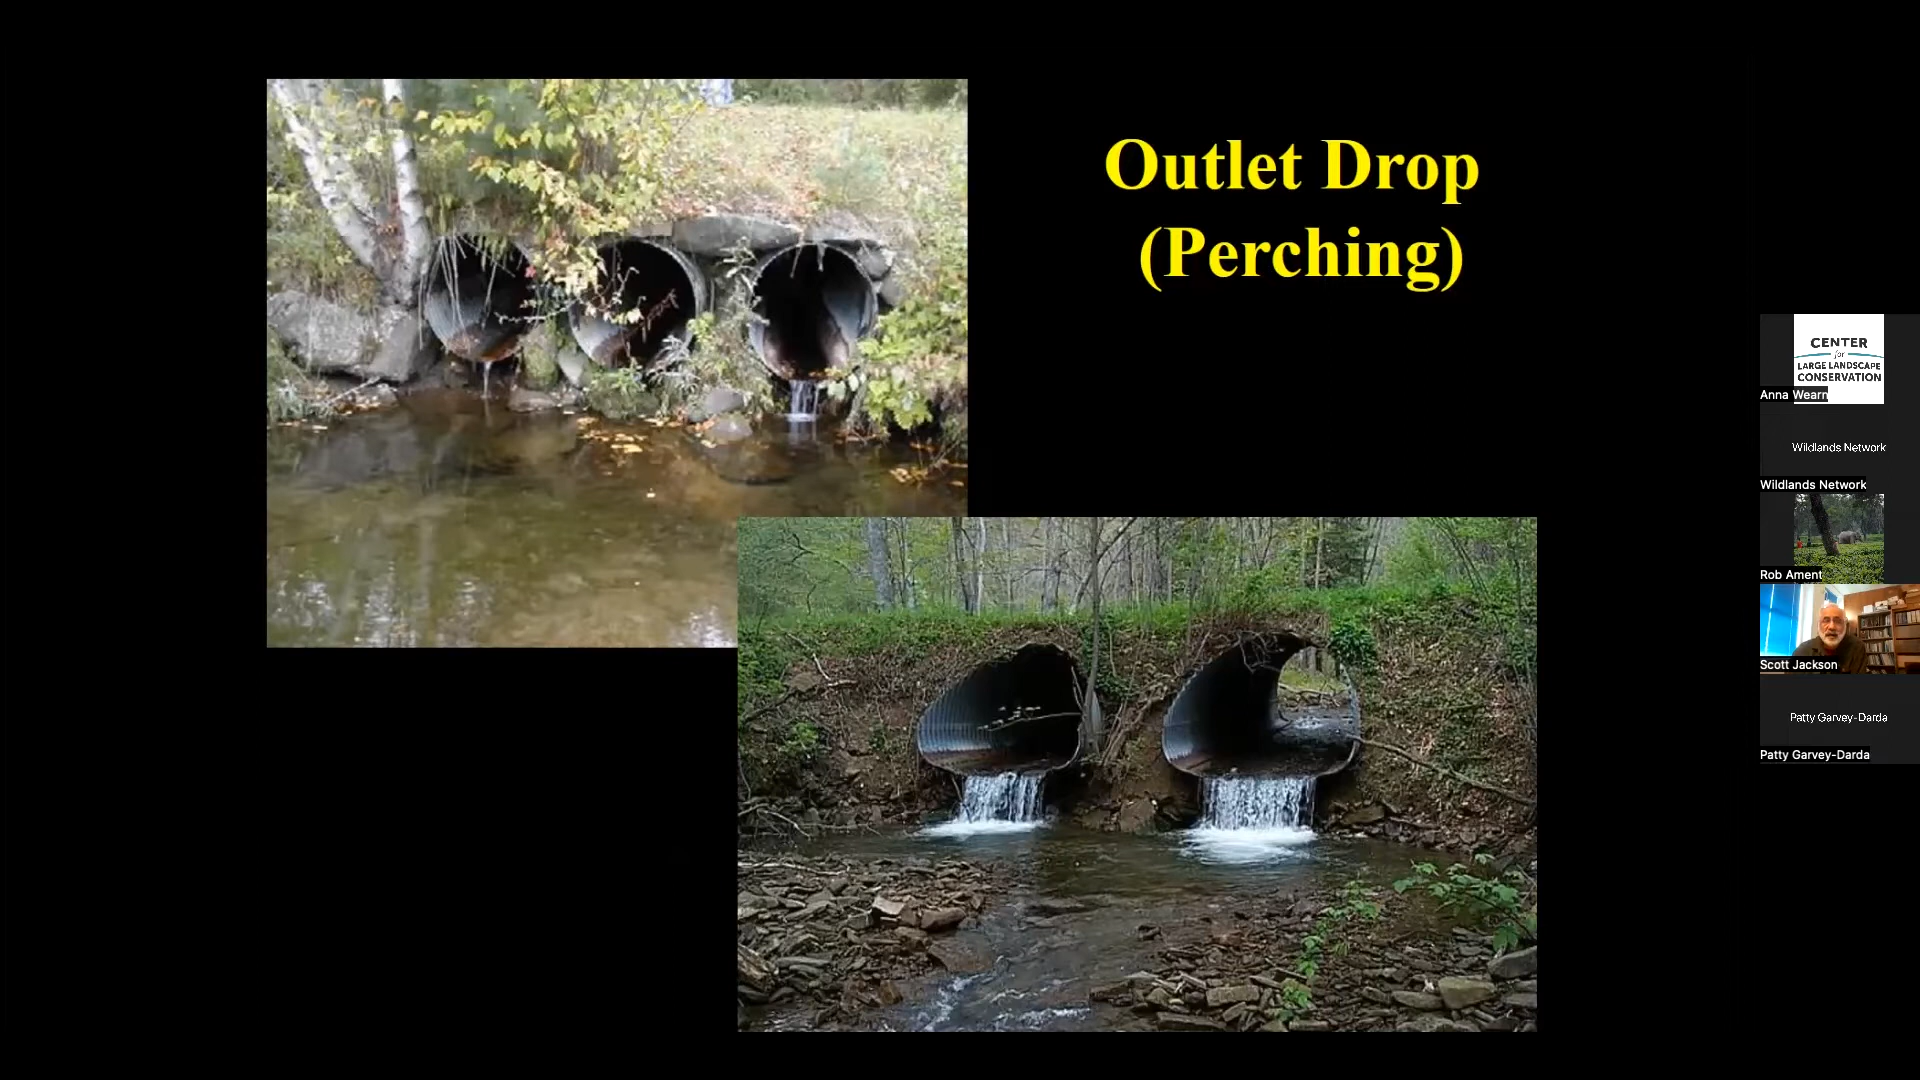 Outlet Drop
(Perching)
CENTER
for
LARGE LANDSCAPE
CONSERVATION
Anna Wearn
Wildlands Network
Wildlands Network
Rob Ament
Scott Jackson
Patty Garvey-Darda
Patty Garvey-Darda